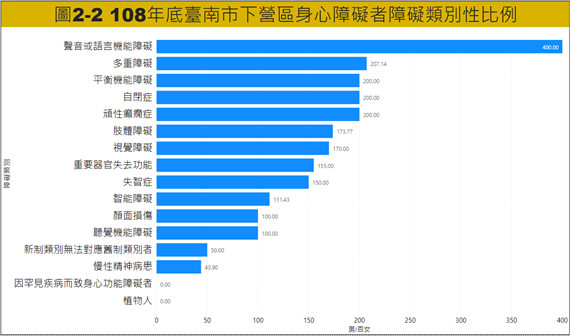 圖2-2 108年底臺南市下營區身心障礙者障礙類別性比例
聲音或語言機能障礙 400.00
多重障礙 207.14
平衡機能障礙 200.00
自閉症 200.00
頑性癲癇症 200.00
肢體障礙 173.77
視覺障礙 170.00
重要器官失去功能 155.00
失智症 150.00
智能障礙 111.43
顏面損傷 100.00
聽覺機能障礙 100.00
新制類別無法對應舊制類別者 50.00
慢性精神病患 43.90
因罕見疾病而致身心功能障礙者 0.00
植物人 0.00
障礙類別
0 50 100 150 200 250 300 350 400
男/百女